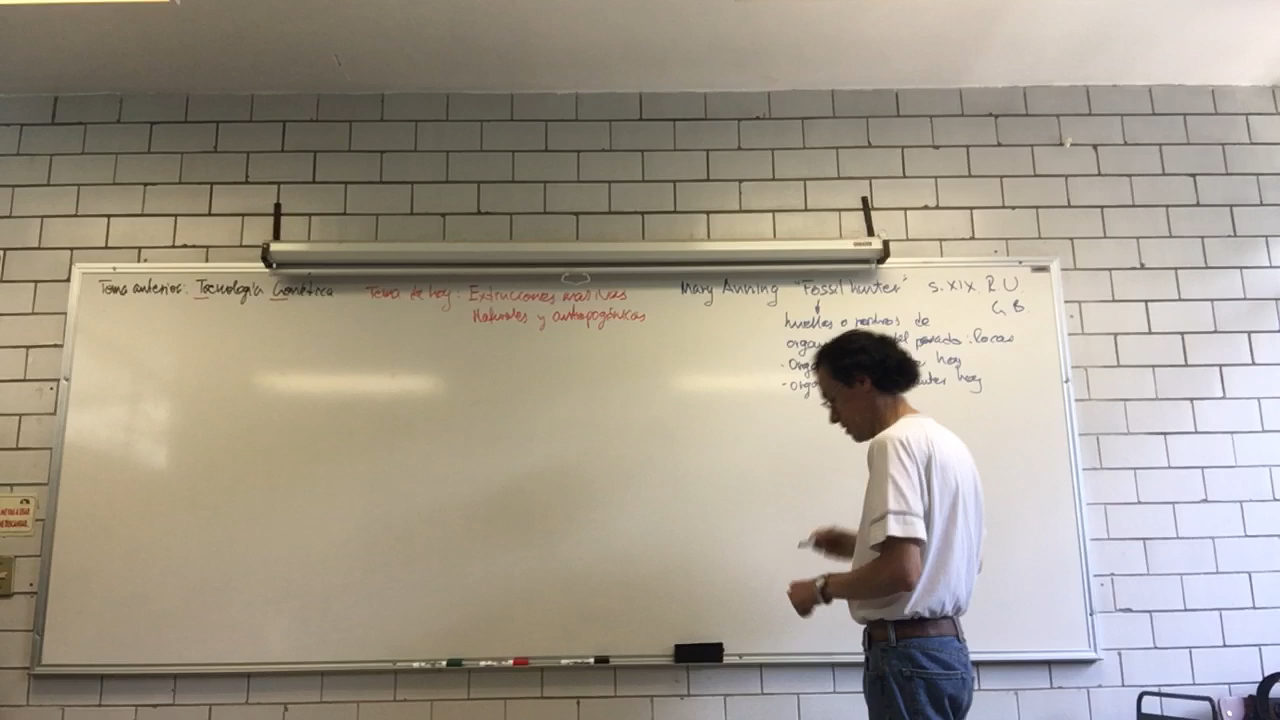 Tema anterior: Tecnología Genética
Tema de hoy: Extinciones masivas
Naturales y antropogénicas
Mary Anning "Fossil hunter" S. XIX R.U.
G.B.
huellas o rastros de
del pasado: rocas
hoy
hoy